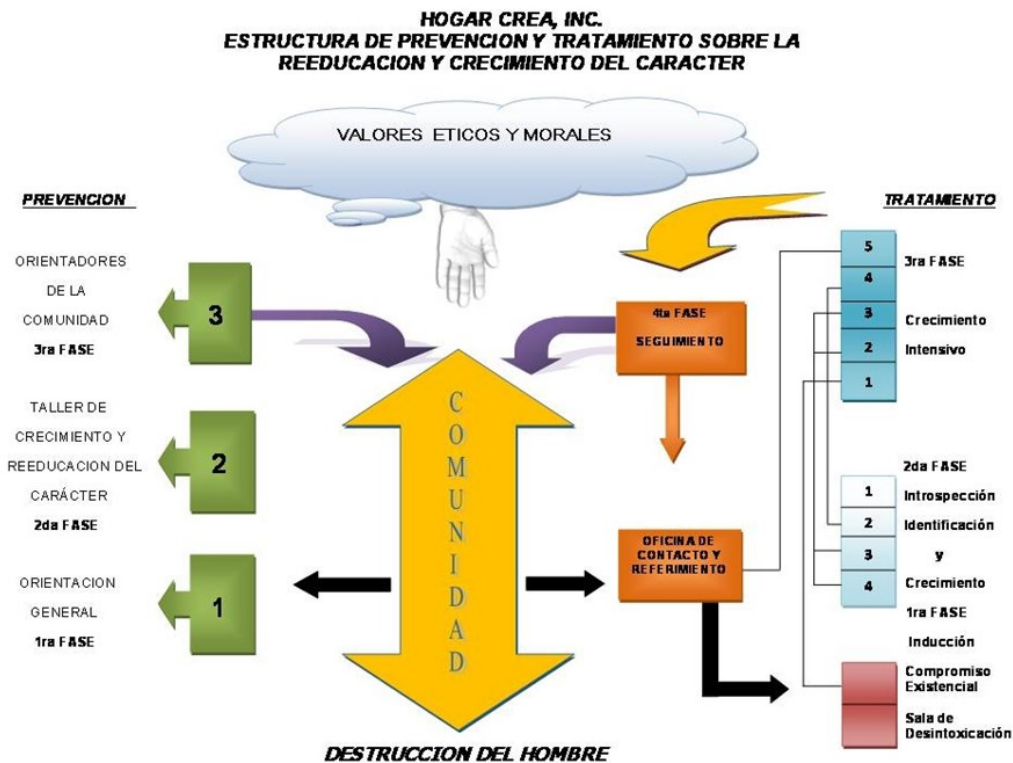 HOGAR CREA, INC.
ESTRUCTURA DE PREVENCION Y TRATAMIENTO SOBRE LA
REEDUCACION Y CRECIMIENTO DEL CARACTER
VALORES ETICOS Y MORALES
PREVENCION
ORIENTADORES
DE LA
COMUNIDAD
3ra FASE
3
TALLER DE
CRECIMIENTO Y
REEDUCACION DEL
CARÁCTER
2da FASE
2
ORIENTACION
GENERAL
1ra FASE
1
COMUNIDAD
4ta FASE
SEGUIMIENTO
OFICINA DE
CONTACTO Y
REFERIMIENTO
TRATAMIENTO
5
3ra FASE
4
3
Crecimiento
2
Intensivo
1
2da FASE
1
Introspección
2
Identificación
3
y
4
Crecimiento
1ra FASE
Inducción
Compromiso
Existencial
Sala de
Desintoxicación
DESTRUCCION DEL HOMBRE